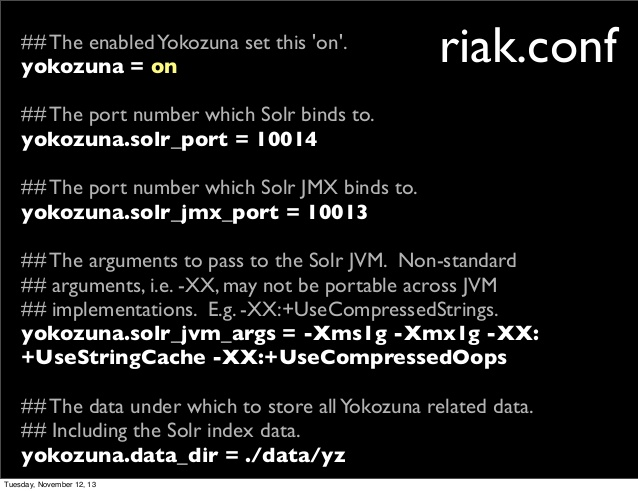 riak.conf
## The enabled Yokozuna set this 'on'.
yokozuna = on
## The port number which Solr binds to.
yokozuna.solr_port = 10014
## The port number which Solr JMX binds to.
yokozuna.solr_jmx_port = 10013
## The arguments to pass to the Solr JVM.  Non-standard
## arguments, i.e. -XX, may not be portable across JVM
## implementations.  E.g. -XX:+UseCompressedStrings.
yokozuna.solr_jvm_args = -Xms1g -Xmx1g -XX:
+UseStringCache -XX:+UseCompressedOops
## The data under which to store all Yokozuna related data.
## Including the Solr index data.
yokozuna.data_dir = ./data/yz
Tuesday, November 12, 13